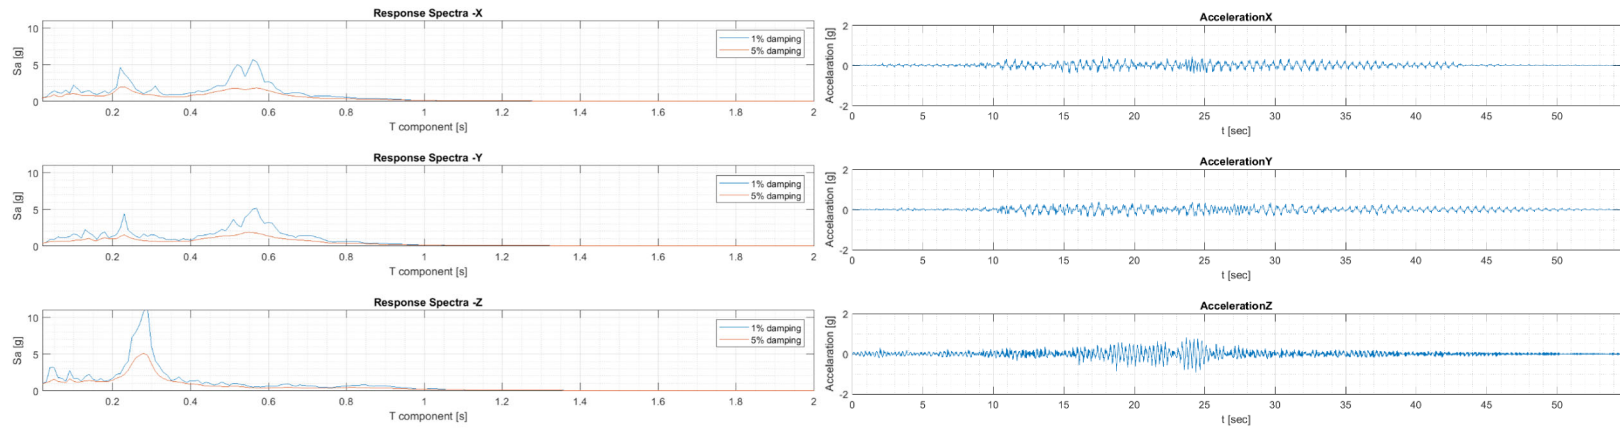 Response Spectra -X
Sa [g]
10
5
0
1% damping
5% damping
0.2 0.4 0.6 0.8 1 1.2 1.4 1.6 1.8 2
T component [s]
AccelerationX
Accelaration [g]
2
0
-2
0 5 10 15 20 25 30 35 40 45 50
t [sec]
Response Spectra -Y
Sa [g]
10
5
0
1% damping
5% damping
0.2 0.4 0.6 0.8 1 1.2 1.4 1.6 1.8 2
T component [s]
AccelerationY
Accelaration [g]
2
0
-2
0 5 10 15 20 25 30 35 40 45 50
t [sec]
Response Spectra -Z
Sa [g]
10
5
0
1% damping
5% damping
0.2 0.4 0.6 0.8 1 1.2 1.4 1.6 1.8 2
T component [s]
AccelerationZ
Accelaration [g]
2
0
-2
0 5 10 15 20 25 30 35 40 45 50
t [sec]